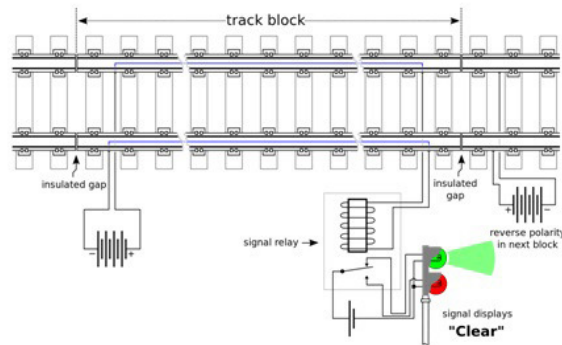 track block
insulated gap
insulated
gap
− +
+ −
reverse polarity
in next block
signal relay
signal displays
"Clear"